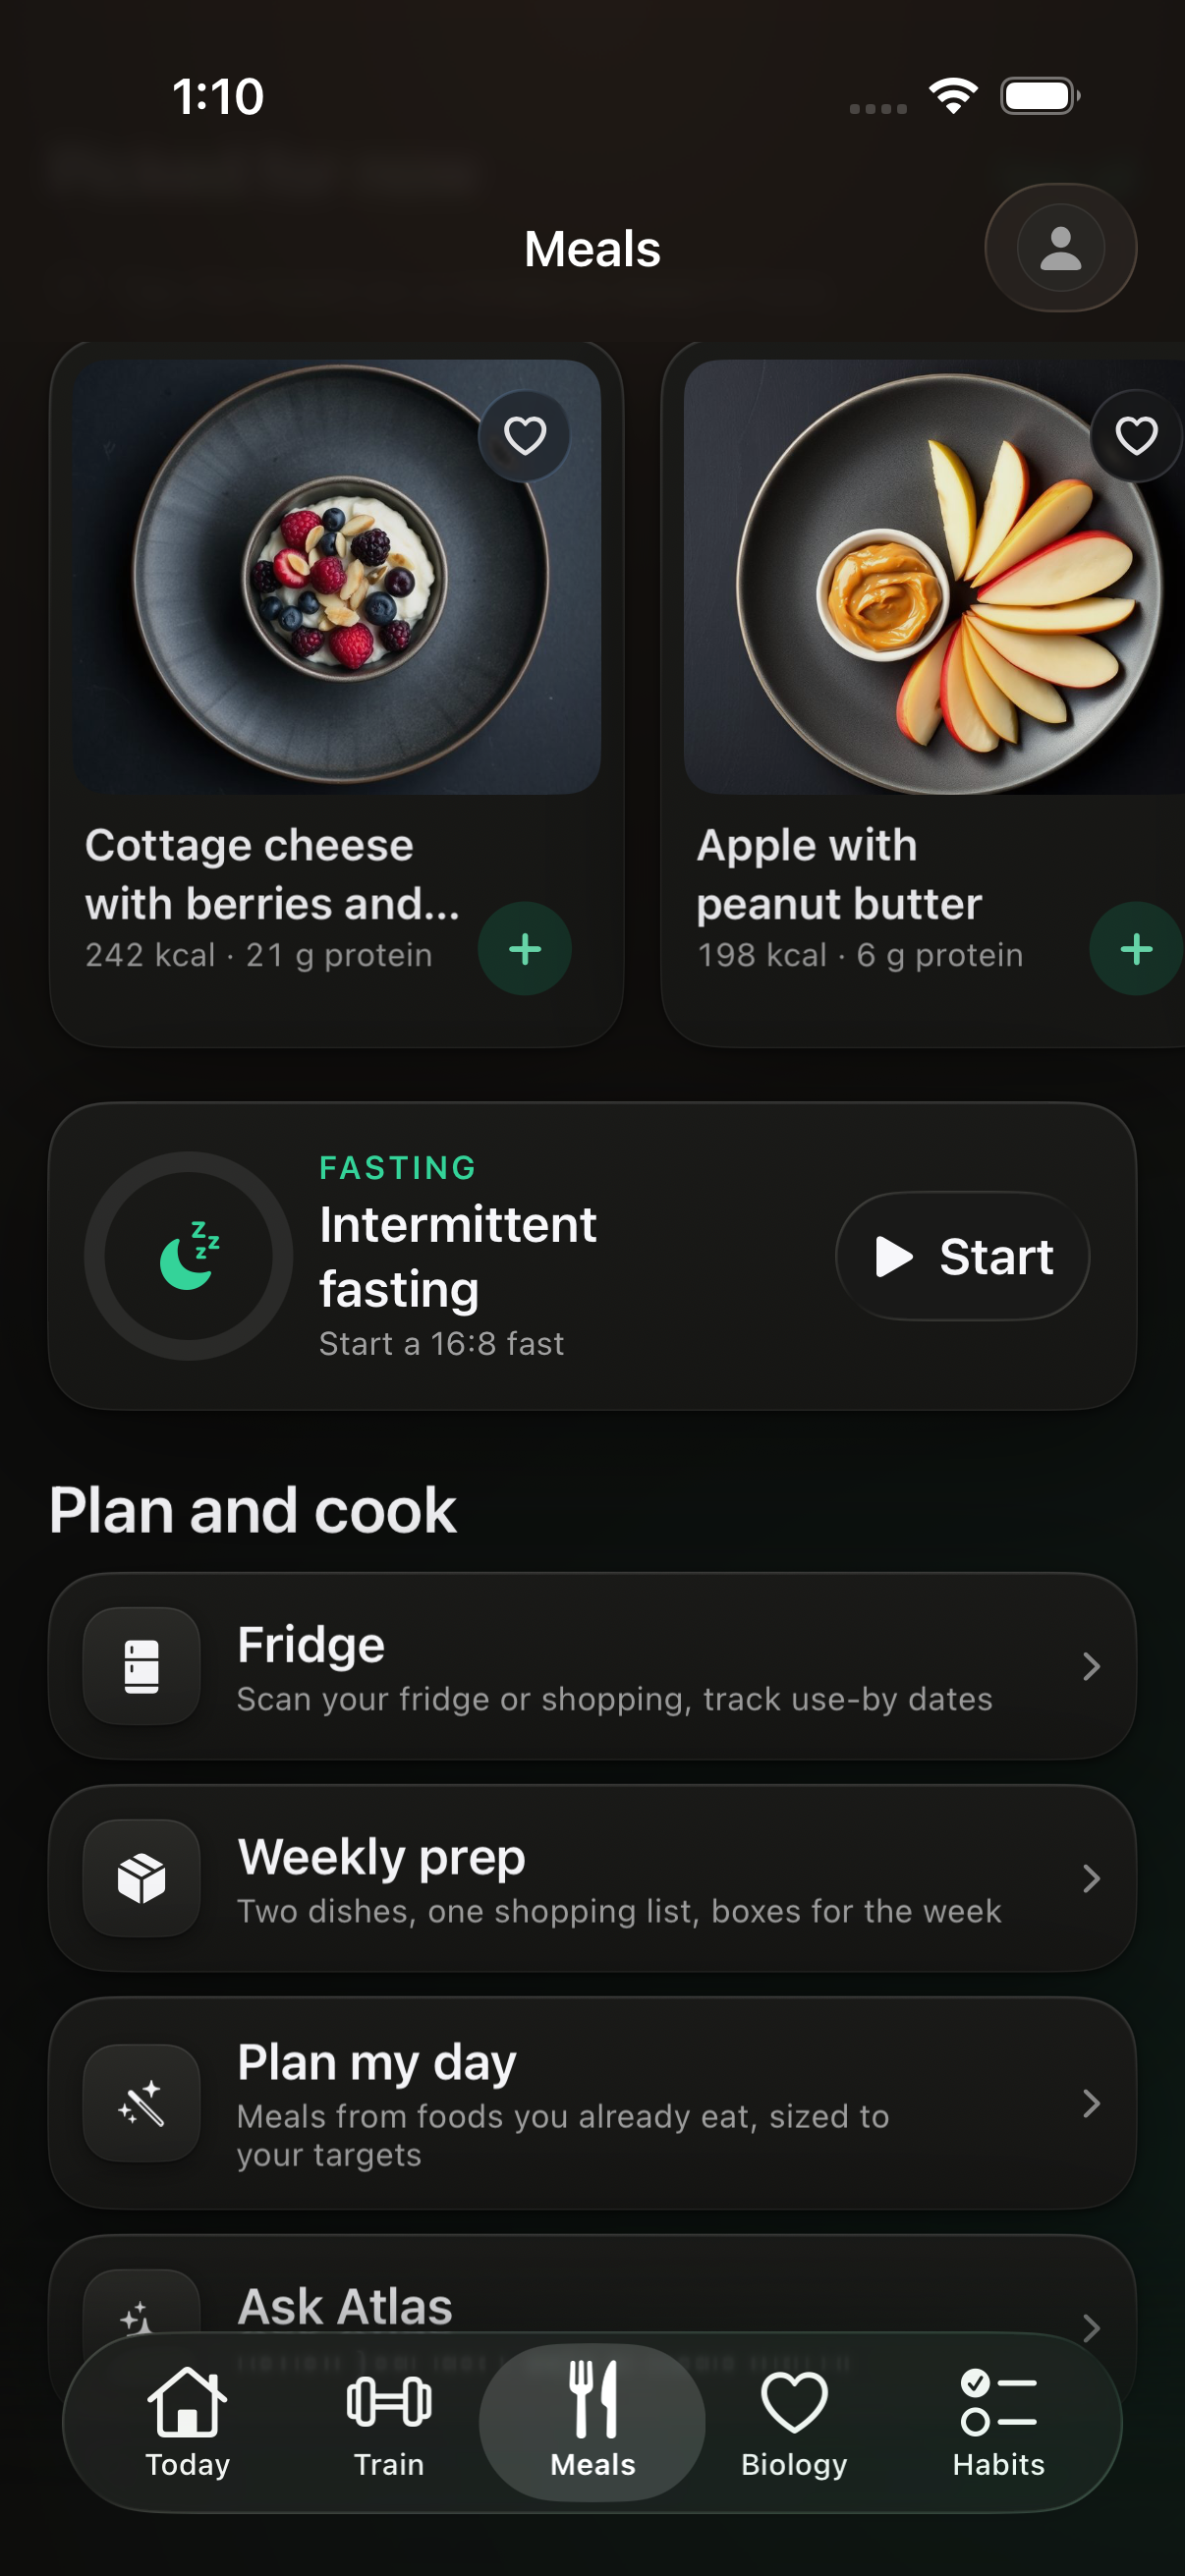 1:10
Meals
Cottage cheese
with berries and...
242 kcal · 21 g protein
Apple with
peanut butter
198 kcal · 6 g protein
FASTING
Intermittent
fasting
Start a 16:8 fast
Start
Plan and cook
Fridge
Scan your fridge or shopping, track use-by dates
Weekly prep
Two dishes, one shopping list, boxes for the week
Plan my day
Meals from foods you already eat, sized to
your targets
Ask Atlas
Today
Train
Meals
Biology
Habits